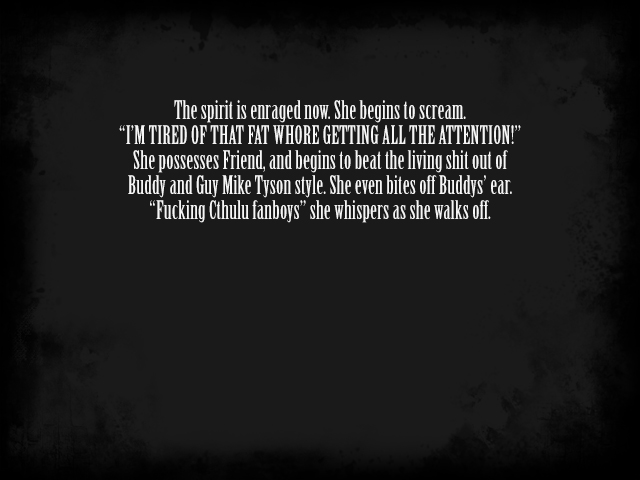 The spirit is enraged now. She begins to scream.
“I’M TIRED OF THAT FAT WHORE GETTING ALL THE ATTENTION!”
She possesses Friend, and begins to beat the living shit out of
Buddy and Guy Mike Tyson style. She even bites off Buddys’ ear.
“Fucking Cthulu fanboys” she whispers as she walks off.